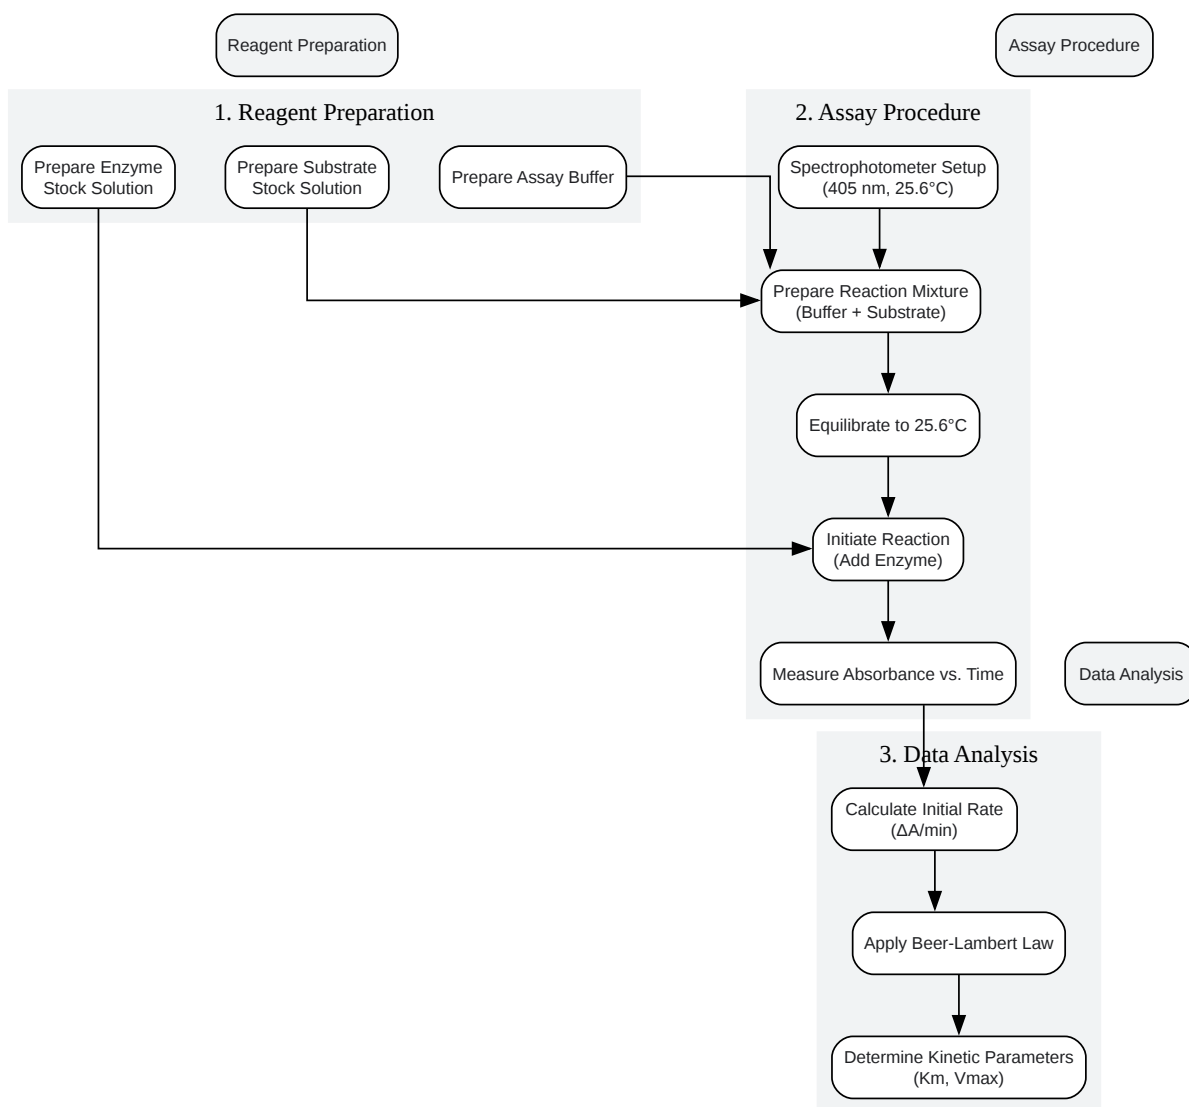 Reagent Preparation
Assay Procedure
1. Reagent Preparation
2. Assay Procedure
Prepare Enzyme
Stock Solution
Prepare Substrate
Stock Solution
Prepare Assay Buffer
Spectrophotometer Setup
(405 nm, 25.6°C)
Prepare Reaction Mixture
(Buffer + Substrate)
Equilibrate to 25.6°C
Initiate Reaction
(Add Enzyme)
Measure Absorbance vs. Time
Data Analysis
3. Data Analysis
Calculate Initial Rate
(ΔA/min)
Apply Beer-Lambert Law
Determine Kinetic Parameters
(Km, Vmax)